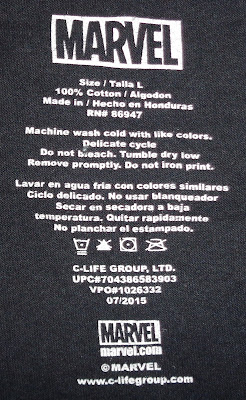 MARVEL
Size / Talla L
100% Cotton / Algodon
Made in / Hecho en Honduras
RN# 86947
Machine wash cold with like colors.
Delicate cycle
Do not bleach. Tumble dry low
Remove promptly. Do not iron print.
Lavar en agua fria con colores similares
Ciclo delicado. No usar blanqueador
Secar en secadora a baja
temperatura. Quitar rapidamente
No planchar el estampado.
C-LIFE GROUP, LTD.
UPC#704386583903
VPO#1026332
07/2015
MARVEL
marvel.com
© MARVEL
www.c-lifegroup.com